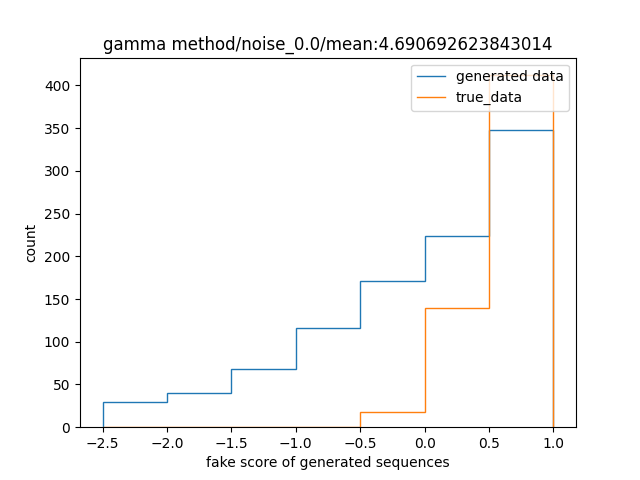 gamma method/noise_0.0/mean:4.690692623843014
generated data
true_data
400
350
300
250
200
150
100
50
0
count
−2.5 −2.0 −1.5 −1.0 −0.5 0.0 0.5 1.0
fake score of generated sequences